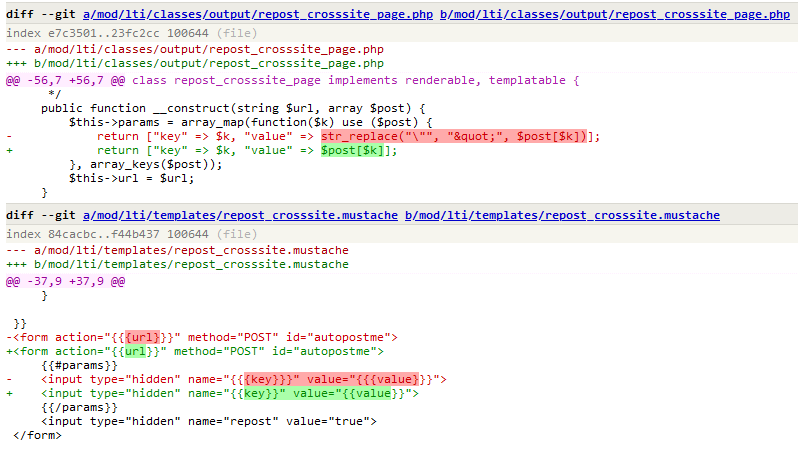 diff --git a/mod/lti/classes/output/repost_crosssite_page.php b/mod/lti/classes/output/repost_crosssite_page.php
index e7c3501..23fc2cc 100644 (file)
--- a/mod/lti/classes/output/repost_crosssite_page.php
+++ b/mod/lti/classes/output/repost_crosssite_page.php
@@ -56,7 +56,7 @@ class repost_crosssite_page implements renderable, templatable {
      */
     public function __construct(string $url, array $post) {
         $this->params = array_map(function($k) use ($post) {
-            return ["key" => $k, "value" => str_replace("\"", "&quot;", $post[$k])];
+            return ["key" => $k, "value" => $post[$k]];
         }, array_keys($post));
         $this->url = $url;
     }
diff --git a/mod/lti/templates/repost_crosssite.mustache b/mod/lti/templates/repost_crosssite.mustache
index 84cacbc..f44b437 100644 (file)
--- a/mod/lti/templates/repost_crosssite.mustache
+++ b/mod/lti/templates/repost_crosssite.mustache
@@ -37,9 +37,9 @@
     }
 }}
-<form action="{{{url}}}" method="POST" id="autopostme">
+<form action="{{url}}" method="POST" id="autopostme">
     {{#params}}
-    <input type="hidden" name="{{{key}}}" value="{{{value}}}">
+    <input type="hidden" name="{{key}}" value="{{value}}">
     {{/params}}
     <input type="hidden" name="repost" value="true">
 </form>